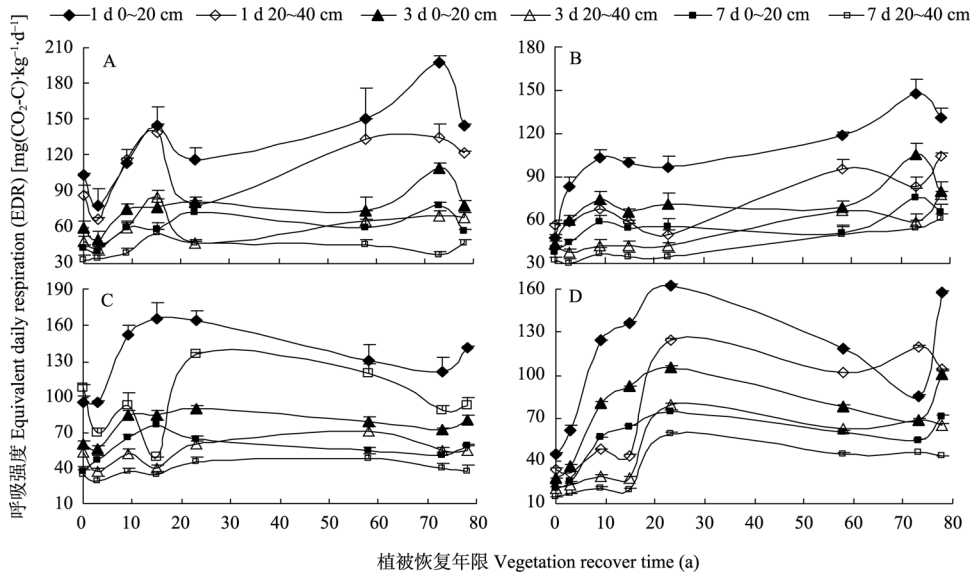 1 d 0~20 cm 1 d 20~40 cm 3 d 0~20 cm 3 d 20~40 cm 7 d 0~20 cm 7 d 20~40 cm
呼吸强度 Equivalent daily respiration (EDR) [mg(CO₂-C)·kg⁻¹·d⁻¹]
A
210
180
150
120
90
60
30
B
180
150
120
90
60
30
C
190
160
130
100
70
40
10
0 10 20 30 40 50 60 70 80
D
160
130
100
70
40
10
0 10 20 30 40 50 60 70 80
植被恢复年限 Vegetation recover time (a)